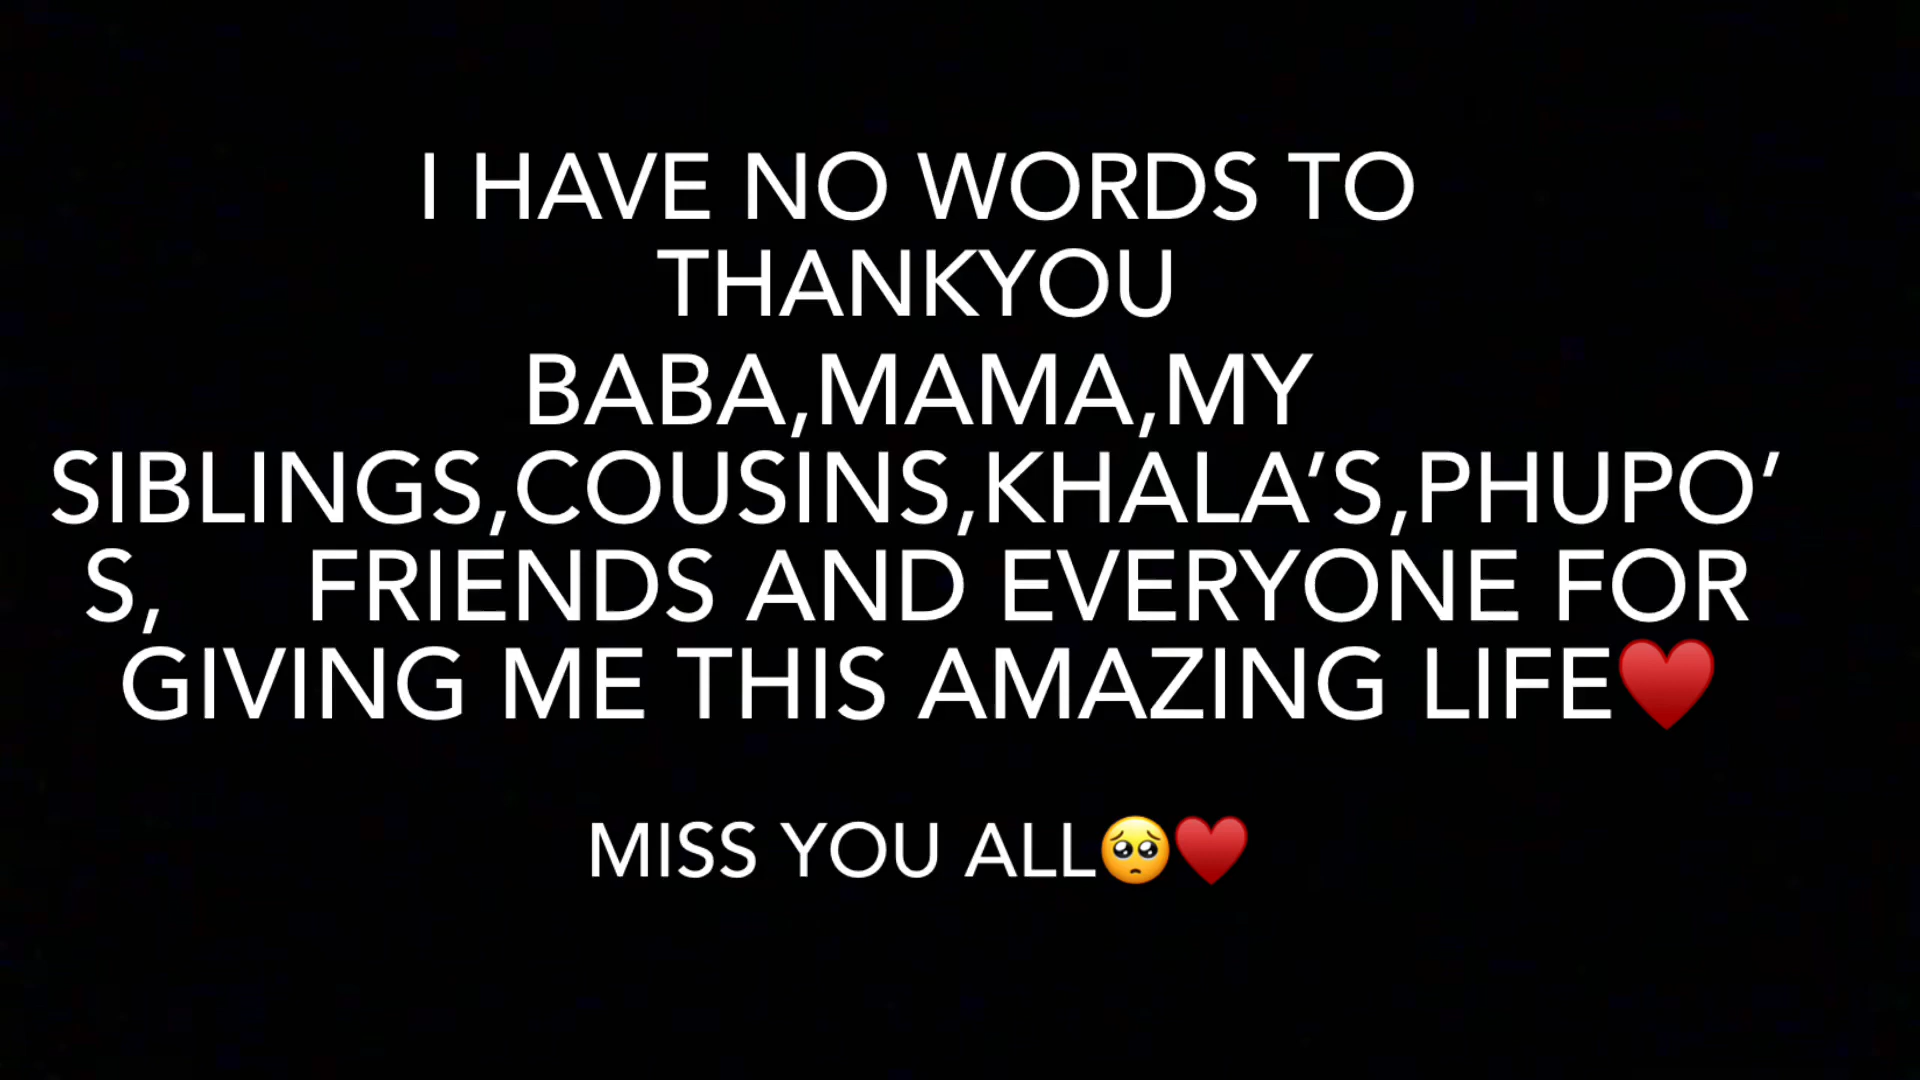 I HAVE NO WORDS TO
THANKYOU
BABA,MAMA,MY
SIBLINGS,COUSINS,KHALA’S,PHUPO’
S, FRIENDS AND EVERYONE FOR
GIVING ME THIS AMAZING LIFE♥️
MISS YOU ALL🥺♥️